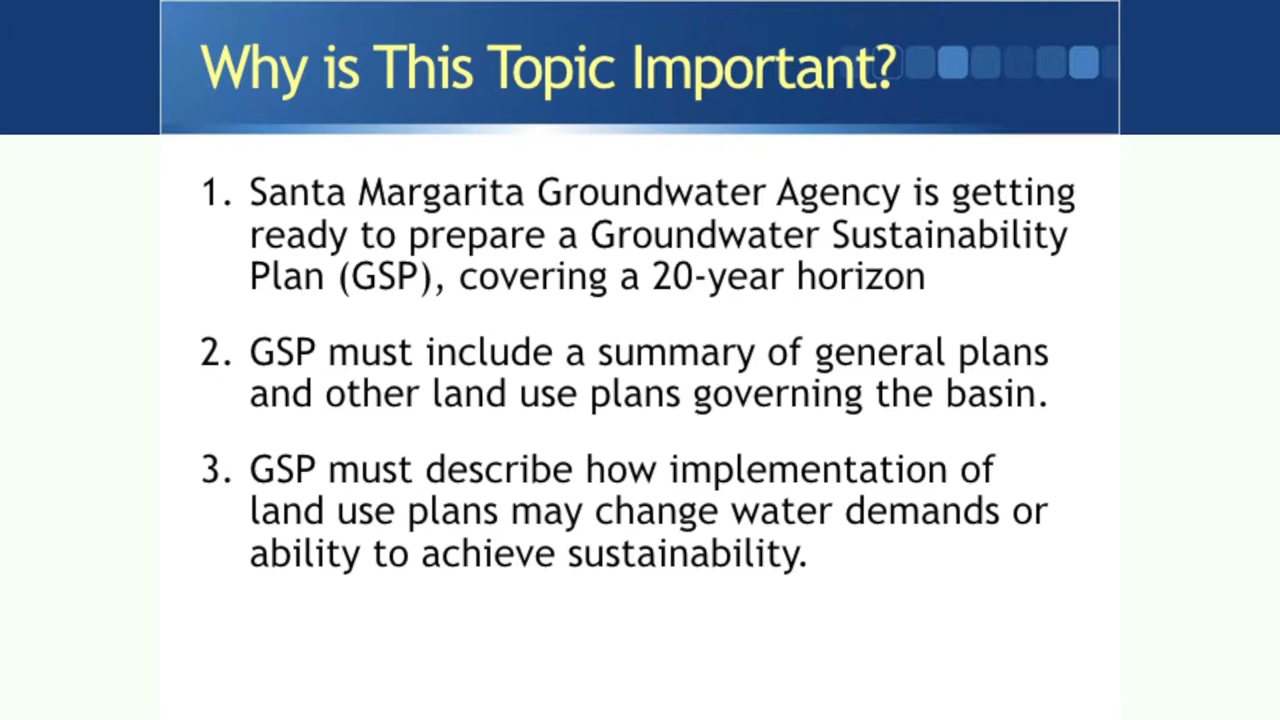 Why is This Topic Important?
1. Santa Margarita Groundwater Agency is getting
ready to prepare a Groundwater Sustainability
Plan (GSP), covering a 20-year horizon
2. GSP must include a summary of general plans
and other land use plans governing the basin.
3. GSP must describe how implementation of
land use plans may change water demands or
ability to achieve sustainability.